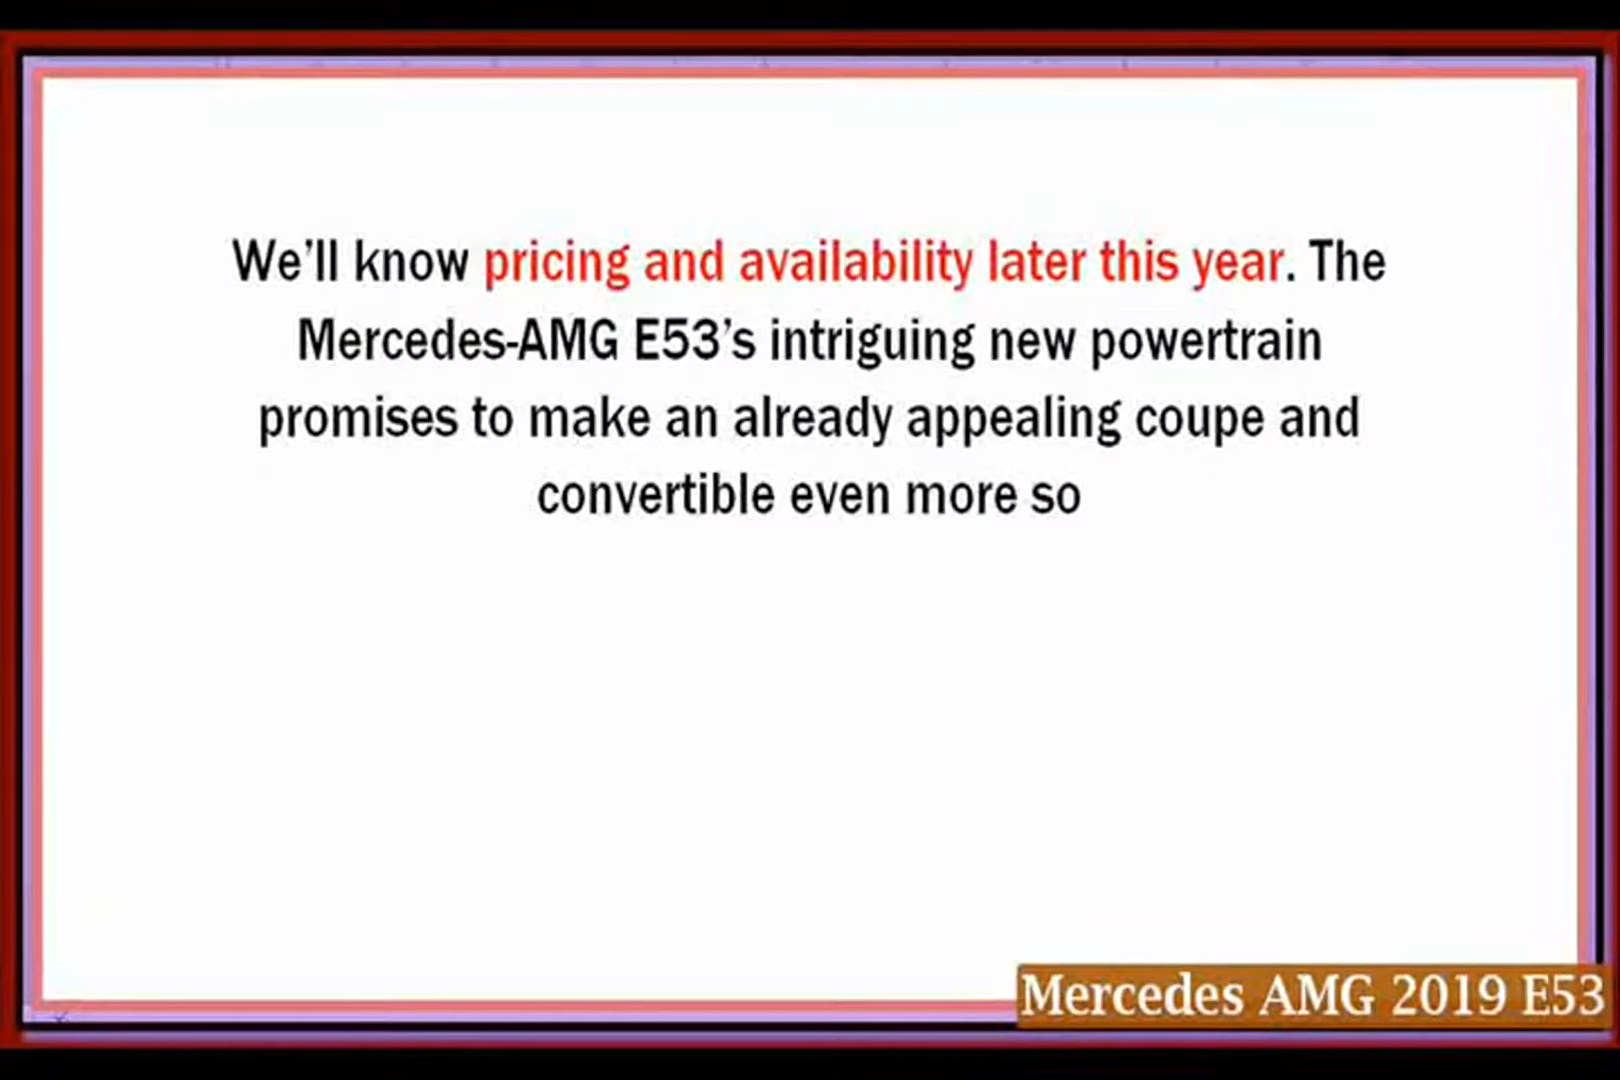 We’ll know pricing and availability later this year. The
Mercedes-AMG E53’s intriguing new powertrain
promises to make an already appealing coupe and
convertible even more so
Mercedes AMG 2019 E53